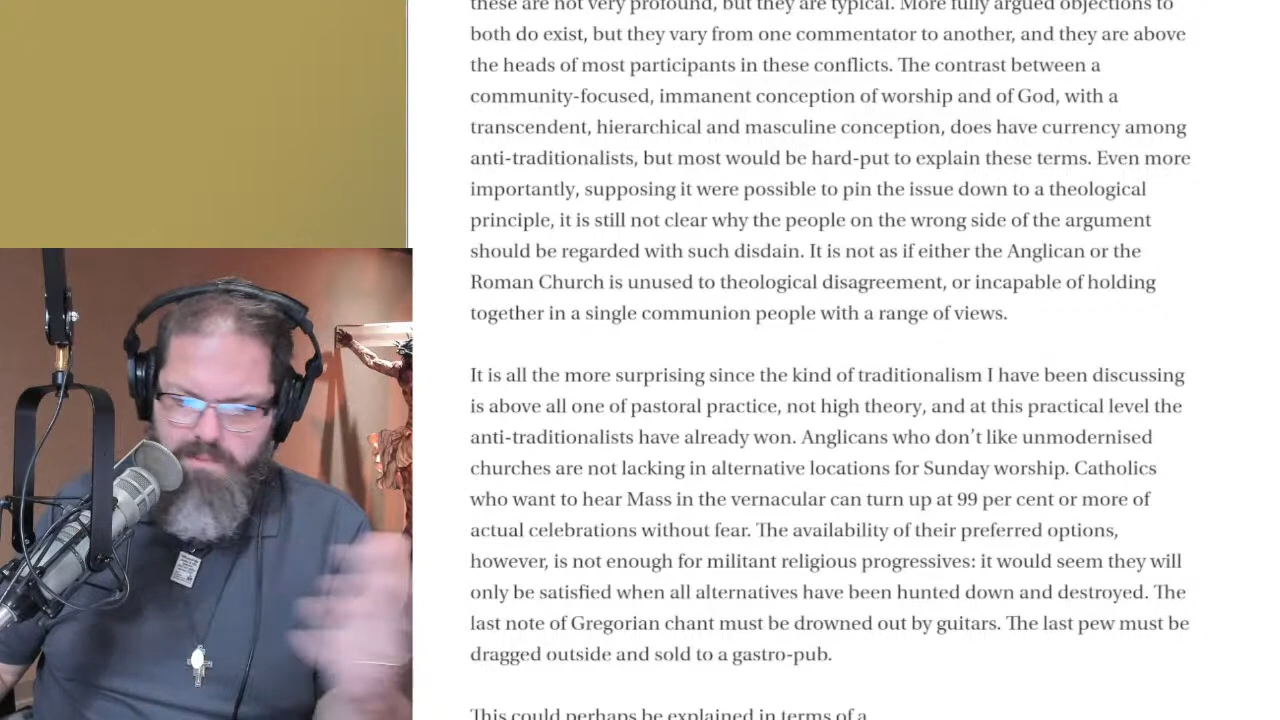 these are not very profound, but they are typical. More fully argued objections to
both do exist, but they vary from one commentator to another, and they are above
the heads of most participants in these conflicts. The contrast between a
community-focused, immanent conception of worship and of God, with a
transcendent, hierarchical and masculine conception, does have currency among
anti-traditionalists, but most would be hard-put to explain these terms. Even more
importantly, supposing it were possible to pin the issue down to a theological
principle, it is still not clear why the people on the wrong side of the argument
should be regarded with such disdain. It is not as if either the Anglican or the
Roman Church is unused to theological disagreement, or incapable of holding
together in a single communion people with a range of views.
It is all the more surprising since the kind of traditionalism I have been discussing
is above all one of pastoral practice, not high theory, and at this practical level the
anti-traditionalists have already won. Anglicans who don’t like unmodernised
churches are not lacking in alternative locations for Sunday worship. Catholics
who want to hear Mass in the vernacular can turn up at 99 per cent or more of
actual celebrations without fear. The availability of their preferred options,
however, is not enough for militant religious progressives: it would seem they will
only be satisfied when all alternatives have been hunted down and destroyed. The
last note of Gregorian chant must be drowned out by guitars. The last pew must be
dragged outside and sold to a gastro-pub.
This could perhaps be explained in terms of a